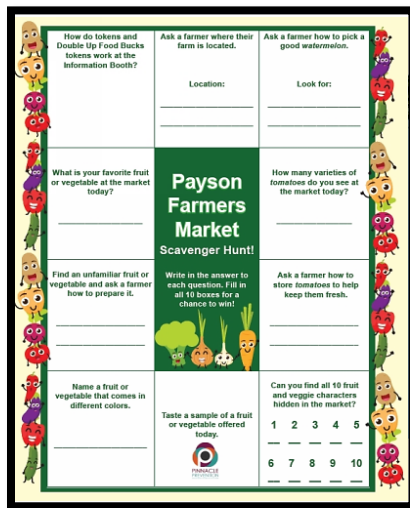 How do tokens and
Double Up Food Bucks
tokens work at the
Information Booth?
Ask a farmer where their
farm is located.
Location:
Ask a farmer how to pick a
good watermelon.
Look for:
What is your favorite fruit
or vegetable at the market
today?
Payson
Farmers
Market
Scavenger Hunt!
Write in the answer to
each question. Fill in
all 10 boxes for a
chance to win!
How many varieties of
tomatoes do you see at
the market today?
Find an unfamiliar fruit or
vegetable and ask a farmer
how to prepare it.
Ask a farmer how to
store tomatoes to help
keep them fresh.
Name a fruit or
vegetable that comes in
different colors.
Taste a sample of a fruit
or vegetable offered
today.
PINNACLE
PREVENTION
Can you find all 10 fruit
and veggie characters
hidden in the market?
1 2 3 4 5
6 7 8 9 10